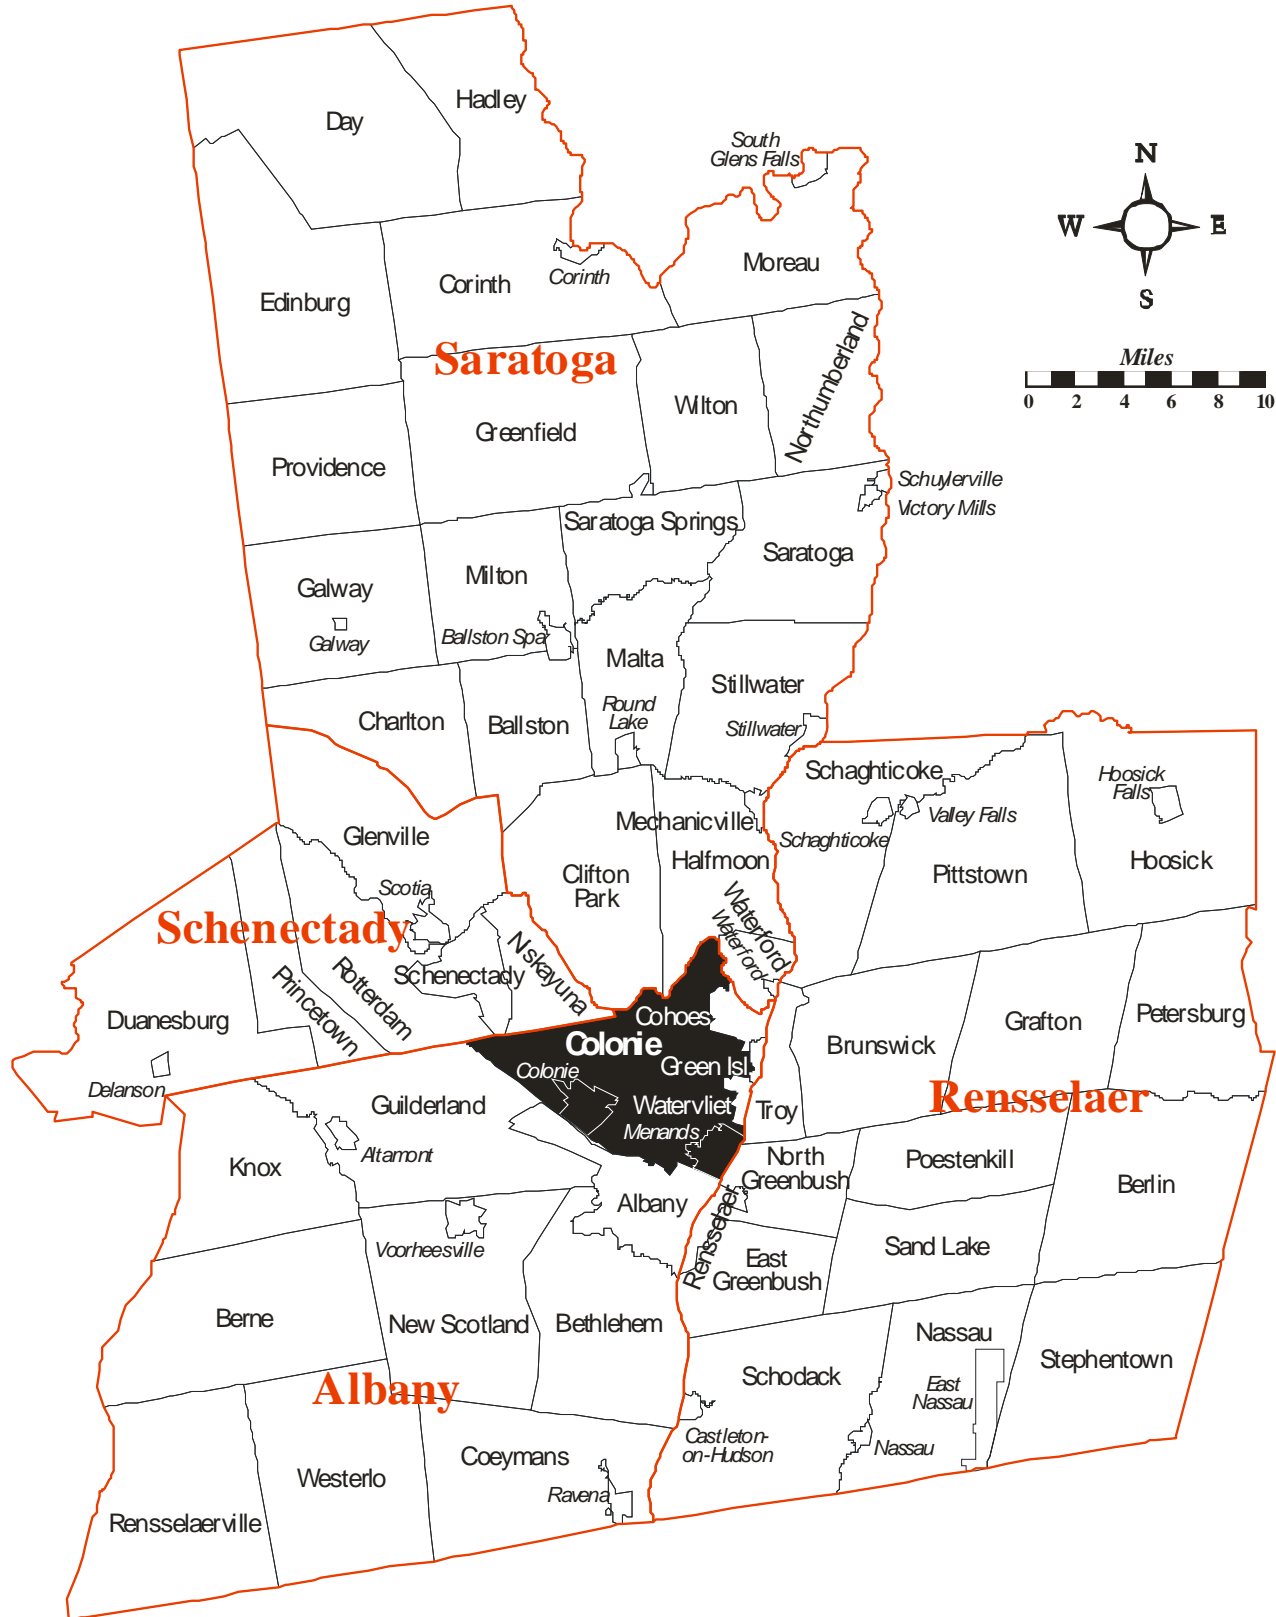 Hadley
Day
South
Glens Falls
N
W
E
S
Moreau
Corinth
Corinth
Edinburg
Miles
0 2 4 6 8 10
Saratoga
Northumberland
Wilton
Greenfield
Providence
Schuylerville
Victory Mills
Saratoga Springs
Saratoga
Milton
Galway
Galway
Ballston Spa
Malta
Stillwater
Round
Lake
Stillwater
Charlton
Ballston
Schaghticoke
Hoosick
Falls
Valley Falls
Schaghticoke
Mechanicville
Glenville
Halfmoon
Hoosick
Clifton
Park
Pittstown
Scotia
Waterford
Waterford
Schenectady
Niskayuna
Schenectady
Rotterdam
Princetown
Duanesburg
Cohoes
Colonie
Grafton
Petersburg
Brunswick
Green Isl
Colonie
Delanson
Rensselaer
Guilderland
Watervliet
Troy
Menands
Altamont
Knox
North
Greenbush
Poestenkill
Berlin
Albany
Rensselaer
Voorheesville
Sand Lake
East
Greenbush
Berne
New Scotland
Bethlehem
Nassau
Stephentown
Schodack
Albany
East
Nassau
Castleton-
on-Hudson
Nassau
Coeymans
Westerlo
Ravena
Rensselaerville